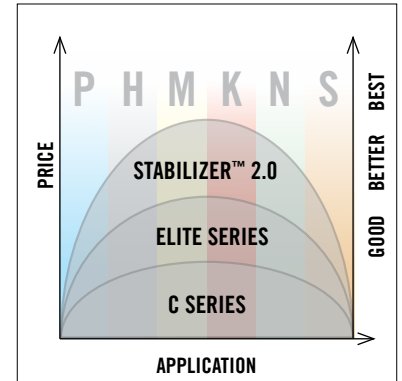 P H M K N S
STABILIZER™ 2.0
ELITE SERIES
C SERIES
PRICE
GOOD BETTER BEST
APPLICATION